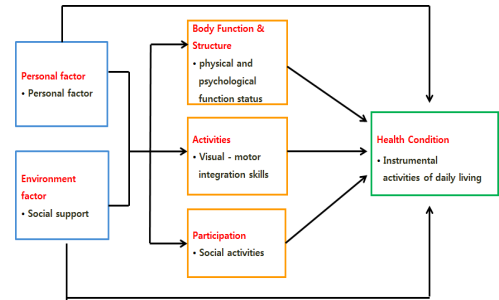 Personal factor
• Personal factor
Environment
factor
• Social support
Body Function &
Structure
• physical and
psychological
function status
Activities
• Visual - motor
integration skills
Participation
• Social activities
Health Condition
• Instrumental
activities of daily living